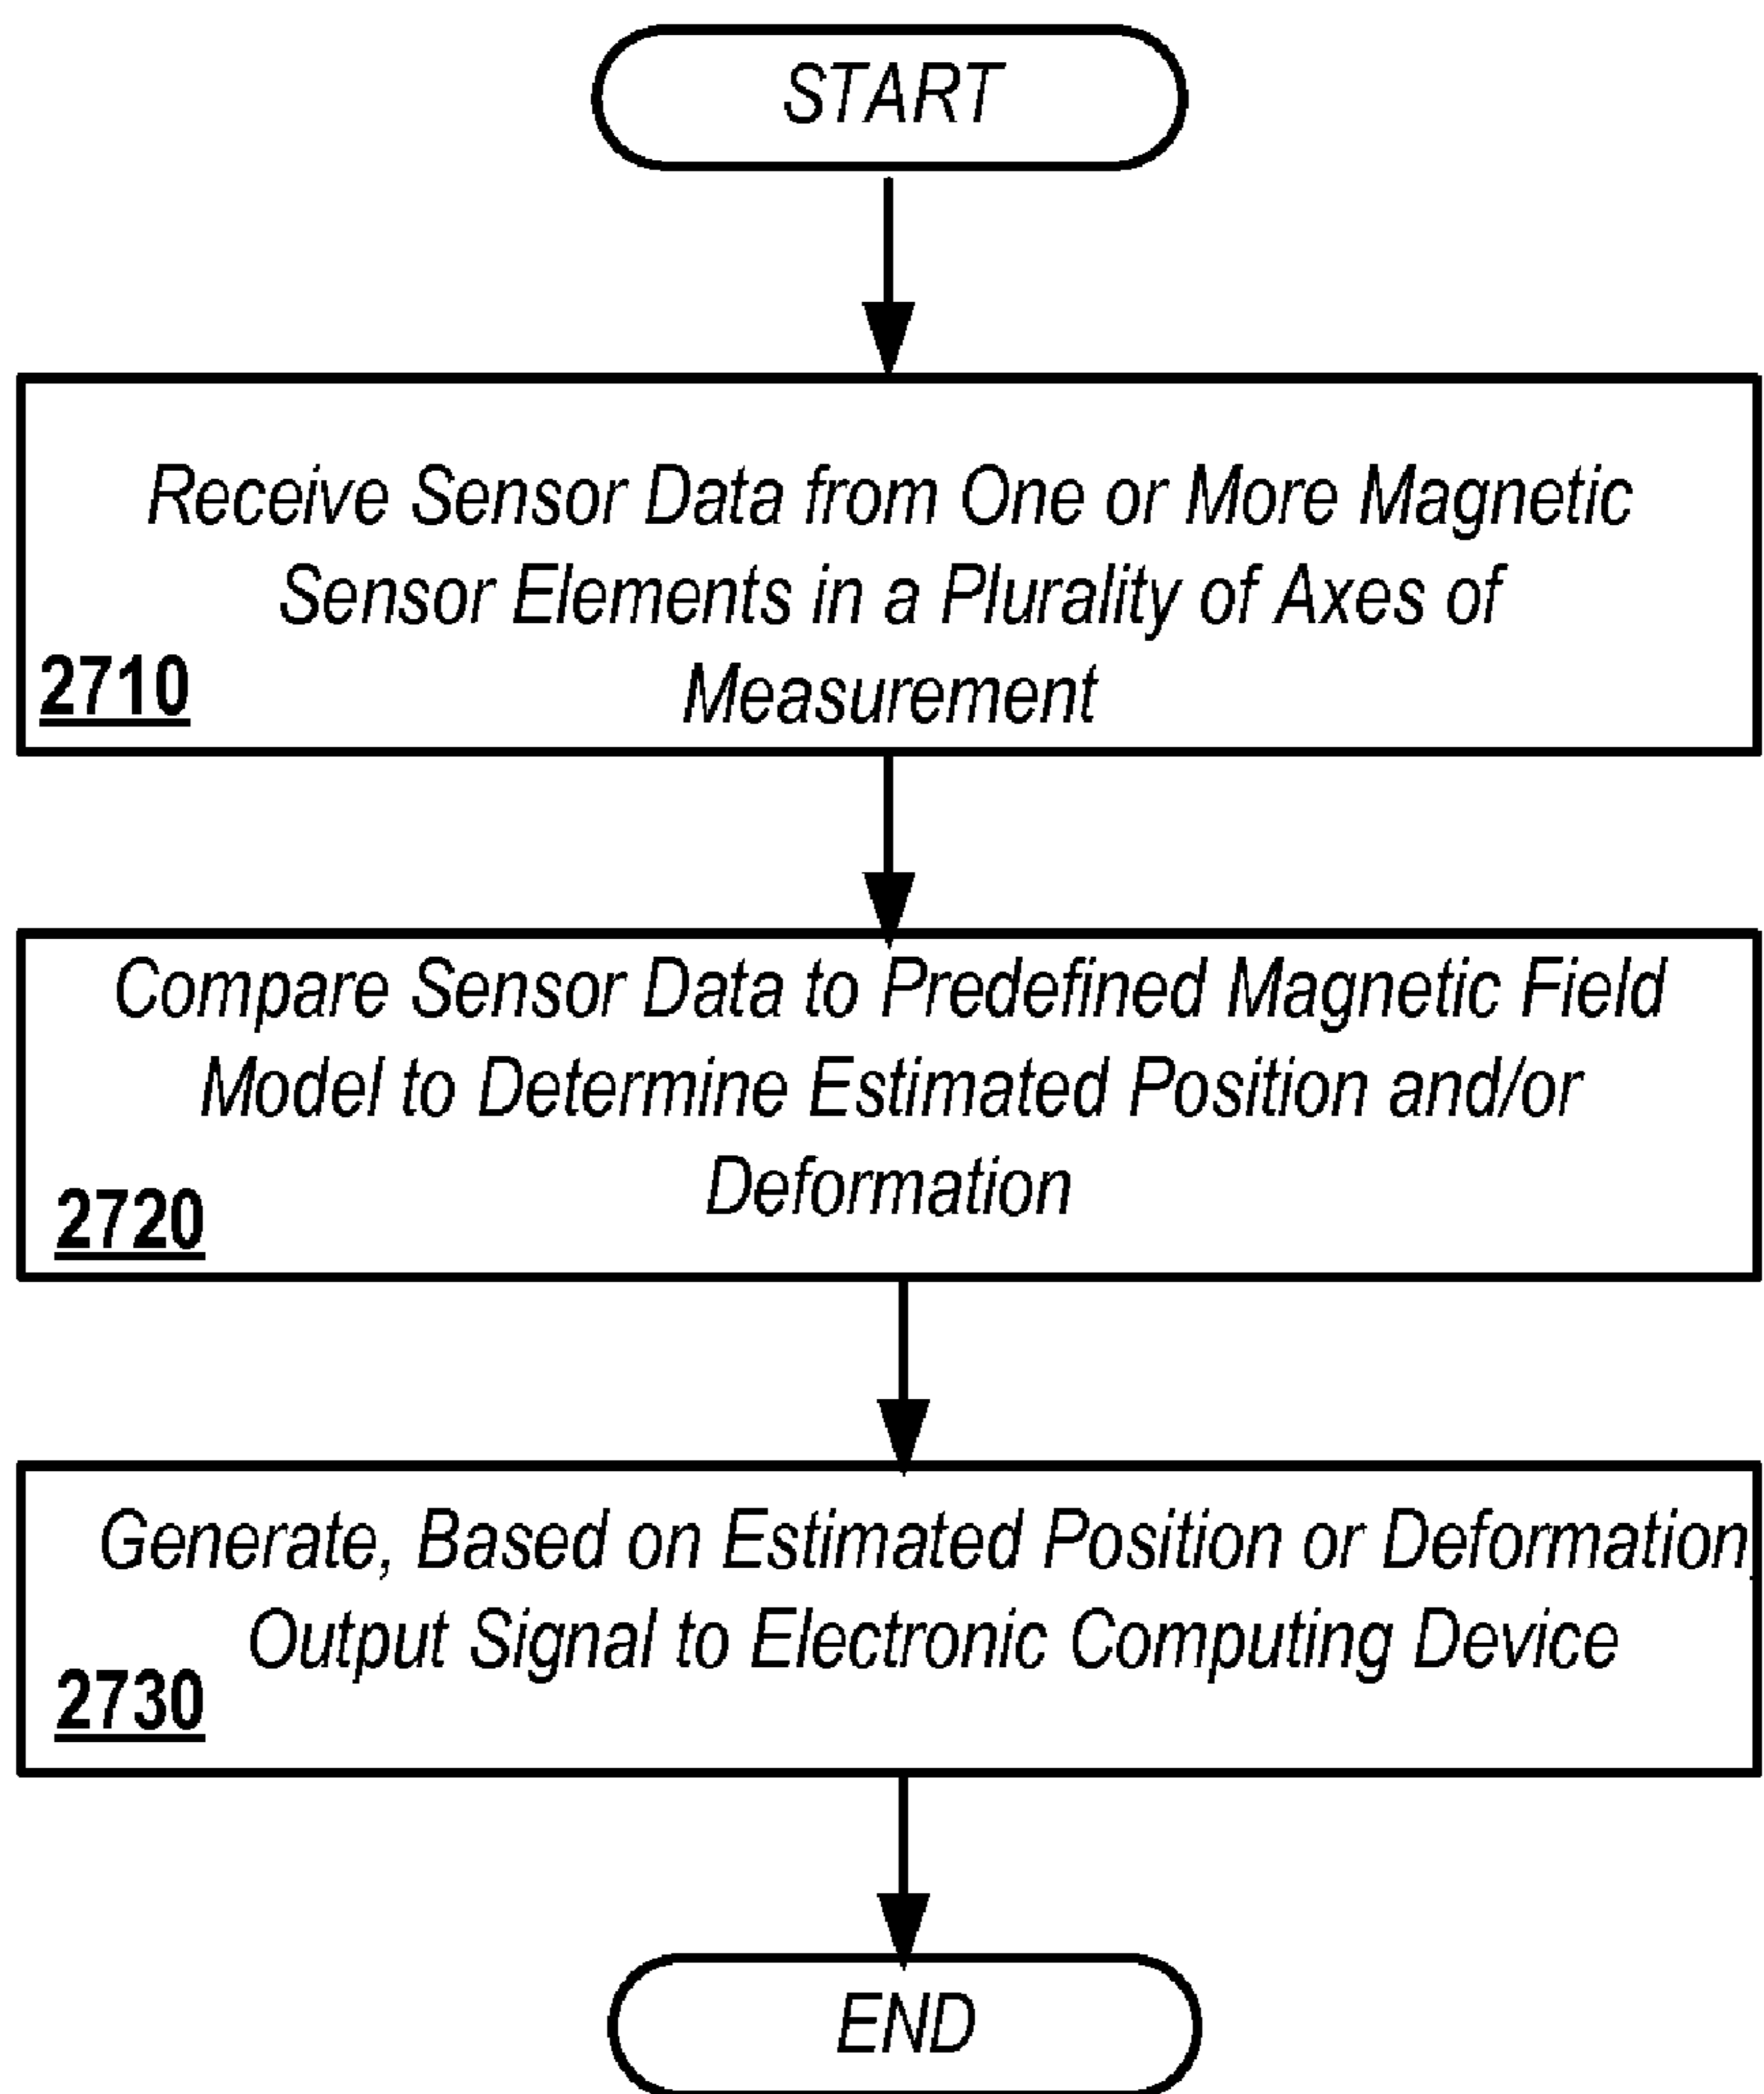 START
Receive Sensor Data from One or More Magnetic
Sensor Elements in a Plurality of Axes of
Measurement
2710
Compare Sensor Data to Predefined Magnetic Field
Model to Determine Estimated Position and/or
Deformation
2720
Generate, Based on Estimated Position or Deformation,
Output Signal to Electronic Computing Device
2730
END